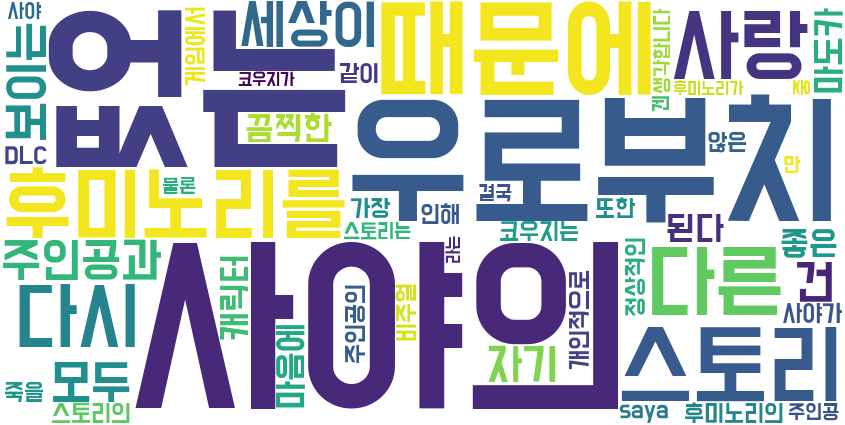 사야
없는
사에임게
세상이
때문에
사랑
카도쿠
보이는
코우지가
같이
겐
생각합니다
후미노리가
중
DLC
끔찍한
우로부치
않은
만
후미노리를
물론
가장
인해
결국
또한
스토리는
코우지는
된다
좋은
주인공과
캐릭터
사야의
라는
다른
건
다시
마음에
주인공의
비주얼
개인적으로
정상적인
사야가
모두
자기
스토리
죽을
스토리의
saya
후미노리의
주인공